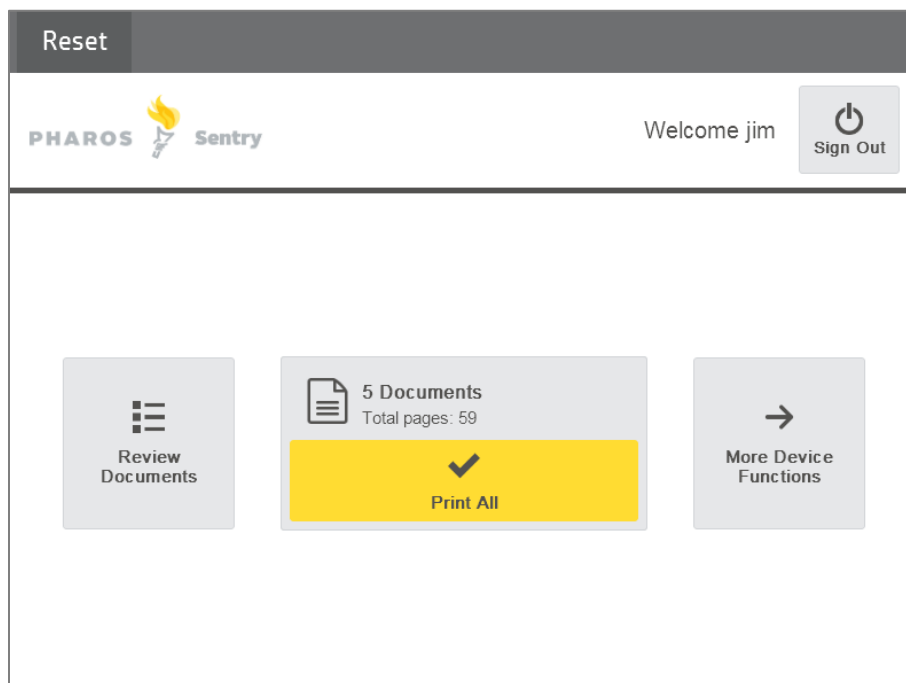 Reset
PHAROS Sentry
Welcome jim
Sign Out
5 Documents
Total pages: 59
Review
Documents
Print All
More Device
Functions